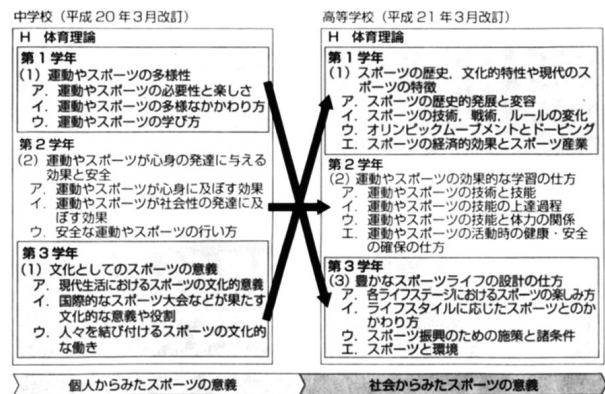 中学校（平成20年3月改訂）
H 体育理論
第1学年
(1) 運動やスポーツの多様性
ア．運動やスポーツの必要性と楽しさ
イ．運動やスポーツの多様なかかわり方
ウ．運動やスポーツの学び方
第2学年
(2) 運動やスポーツが心身の発達に与える
効果と安全
ア．運動やスポーツが心身に及ぼす効果
イ．運動やスポーツが社会性の発達に及
ぼす効果
ウ．安全な運動やスポーツの行い方
第3学年
(1) 文化としてのスポーツの意義
ア．現代生活におけるスポーツの文化的意義
イ．国際的なスポーツ大会などが果たす
文化的な意義や役割
ウ．人々を結び付けるスポーツの文化的
な働き
個人からみたスポーツの意義
高等学校（平成21年3月改訂）
H 体育理論
第1学年
(1) スポーツの歴史，文化的特性や現代のス
ポーツの特徴
ア．スポーツの歴史的発展と変容
イ．スポーツの技術，戦術，ルールの変化
ウ．オリンピックムーブメントとドーピング
エ．スポーツの経済的効果とスポーツ産業
第2学年
(2) 運動やスポーツの効果的な学習の仕方
ア．運動やスポーツの技術と技能
イ．運動やスポーツの技能の上達過程
ウ．運動やスポーツの技能と体力の関係
エ．運動やスポーツの活動時の健康・安全
の確保の仕方
第3学年
(3) 豊かなスポーツライフの設計の仕方
ア．各ライフステージにおけるスポーツの楽しみ方
イ．ライフスタイルに応じたスポーツとのか
かわり方
ウ．スポーツ振興のための施策と諸条件
エ．スポーツと環境
社会からみたスポーツの意義